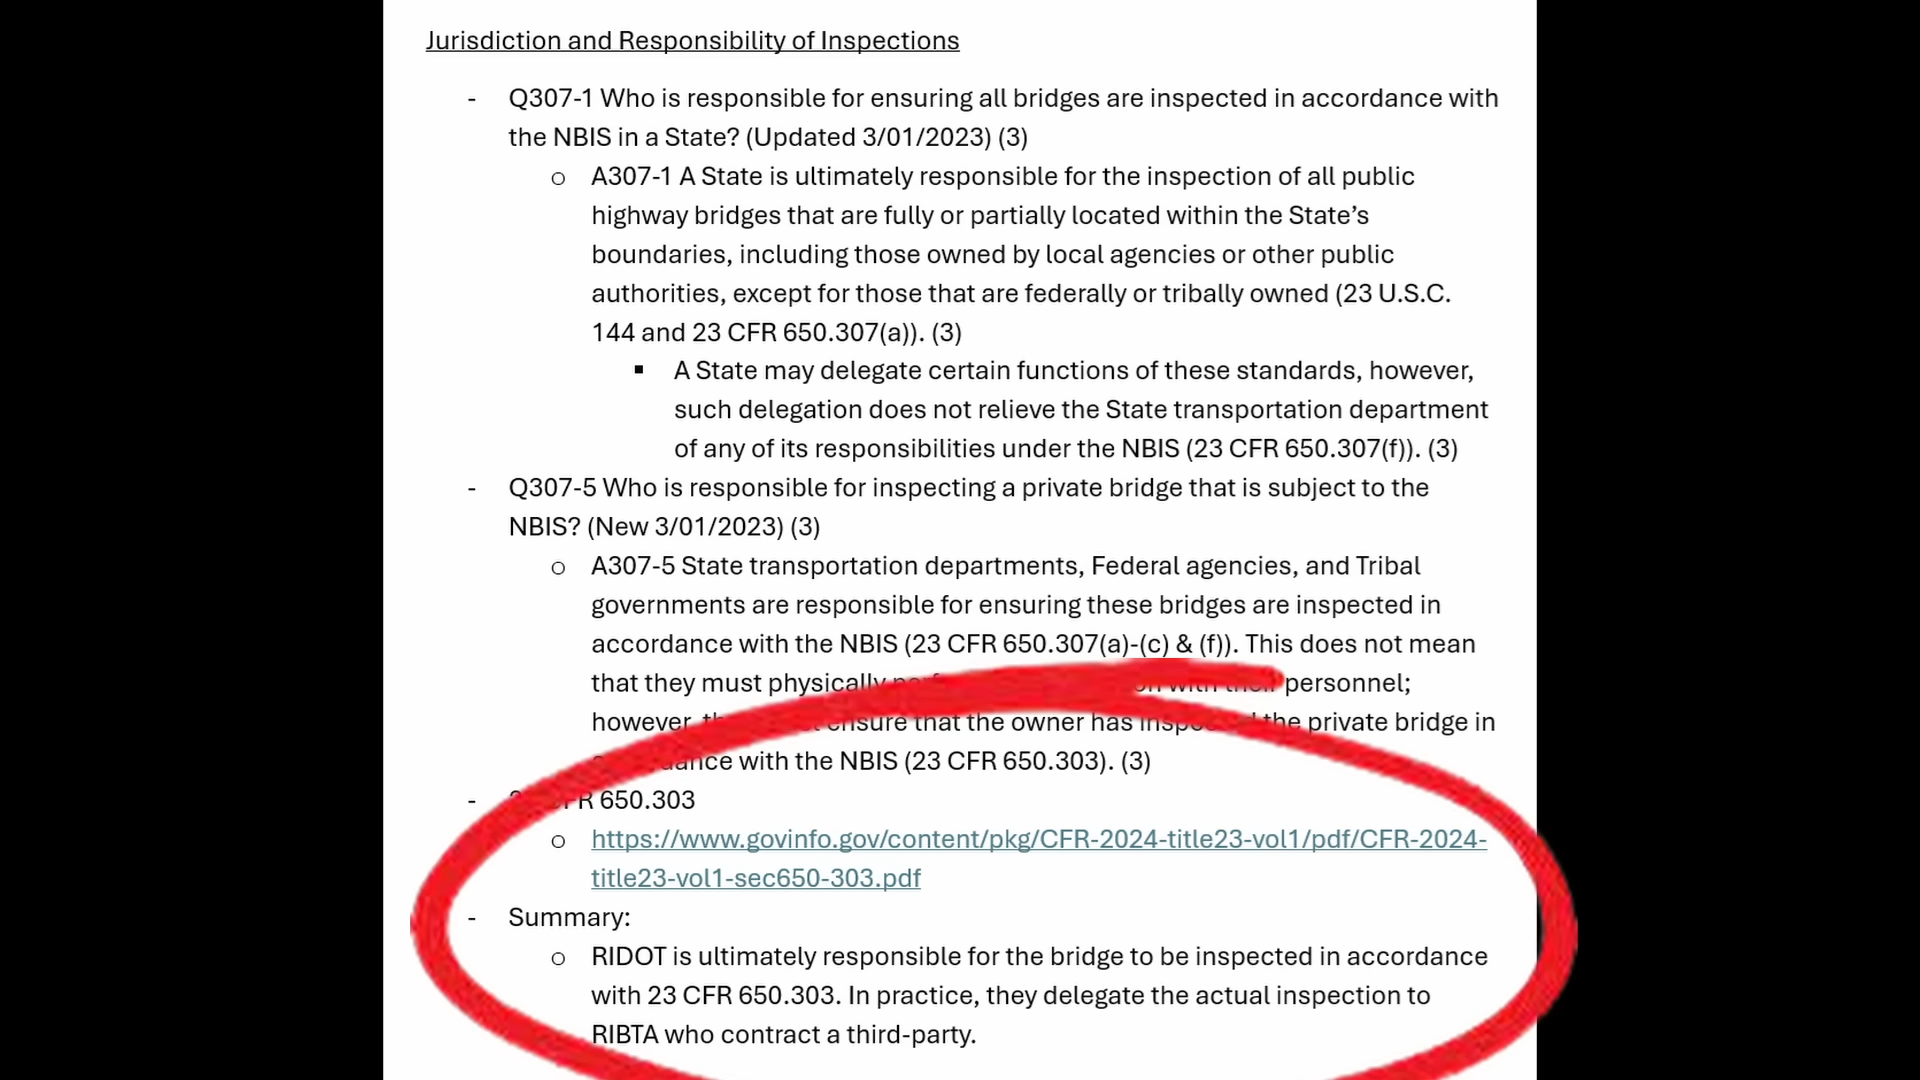 Jurisdiction and Responsibility of Inspections
- Q307-1 Who is responsible for ensuring all bridges are inspected in accordance with
the NBIS in a State? (Updated 3/01/2023) (3)
o A307-1 A State is ultimately responsible for the inspection of all public
highway bridges that are fully or partially located within the State’s
boundaries, including those owned by local agencies or other public
authorities, except for those that are federally or tribally owned (23 U.S.C.
144 and 23 CFR 650.307(a)). (3)
▪ A State may delegate certain functions of these standards, however,
such delegation does not relieve the State transportation department
of any of its responsibilities under the NBIS (23 CFR 650.307(f)). (3)
- Q307-5 Who is responsible for inspecting a private bridge that is subject to the
NBIS? (New 3/01/2023) (3)
o A307-5 State transportation departments, Federal agencies, and Tribal
governments are responsible for ensuring these bridges are inspected in
accordance with the NBIS (23 CFR 650.307(a)-(c) & (f)). This does not mean
that they must physically with their personnel;
however, ensure that the owner has the private bridge in
with the NBIS (23 CFR 650.303). (3)
- CFR 650.303
o https://www.govinfo.gov/content/pkg/CFR-2024-title23-vol1/pdf/CFR-2024-
title23-vol1-sec650-303.pdf
- Summary:
o RIDOT is ultimately responsible for the bridge to be inspected in accordance
with 23 CFR 650.303. In practice, they delegate the actual inspection to
RIBTA who contract a third-party.